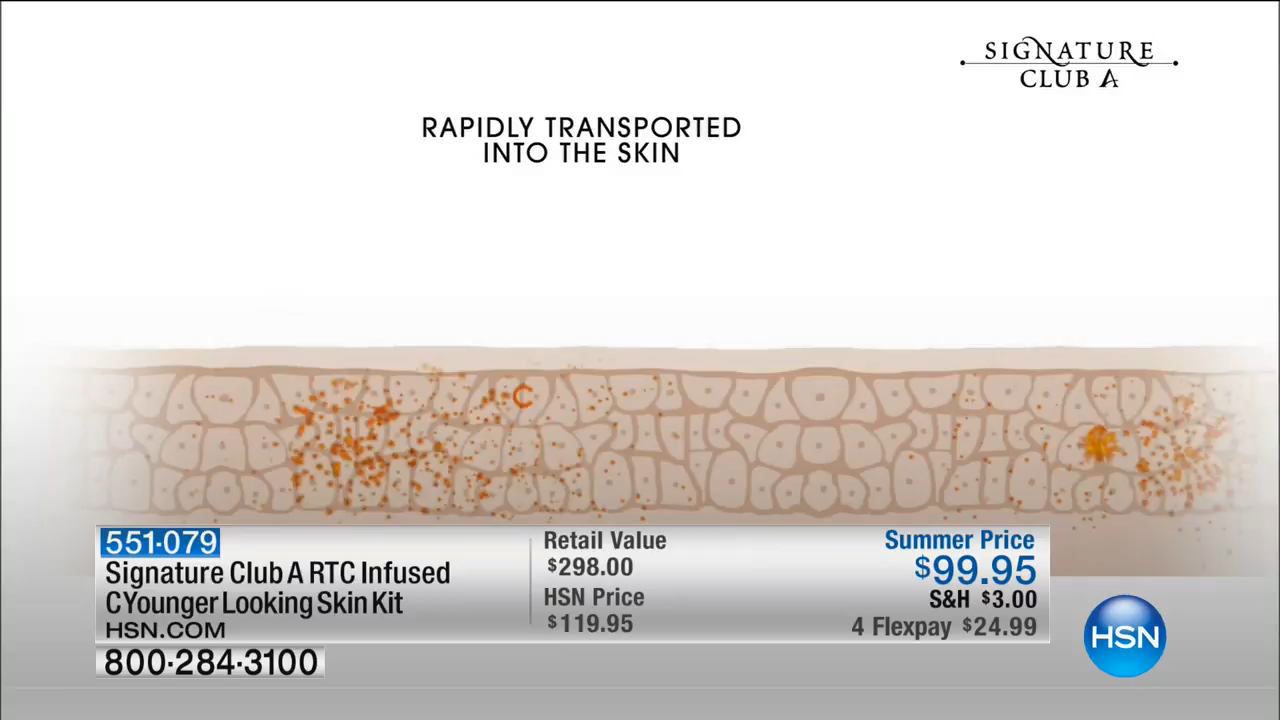 SIGNATURE
CLUB A
RAPIDLY TRANSPORTED
INTO THE SKIN
C
551·079
Signature Club A RTC Infused
C Younger Looking Skin Kit
HSN.COM
800·284·3100
Retail Value
$298.00
HSN Price
$119.95
Summer Price
$99.95
S&H $3.00
4 Flexpay $24.99
HSN